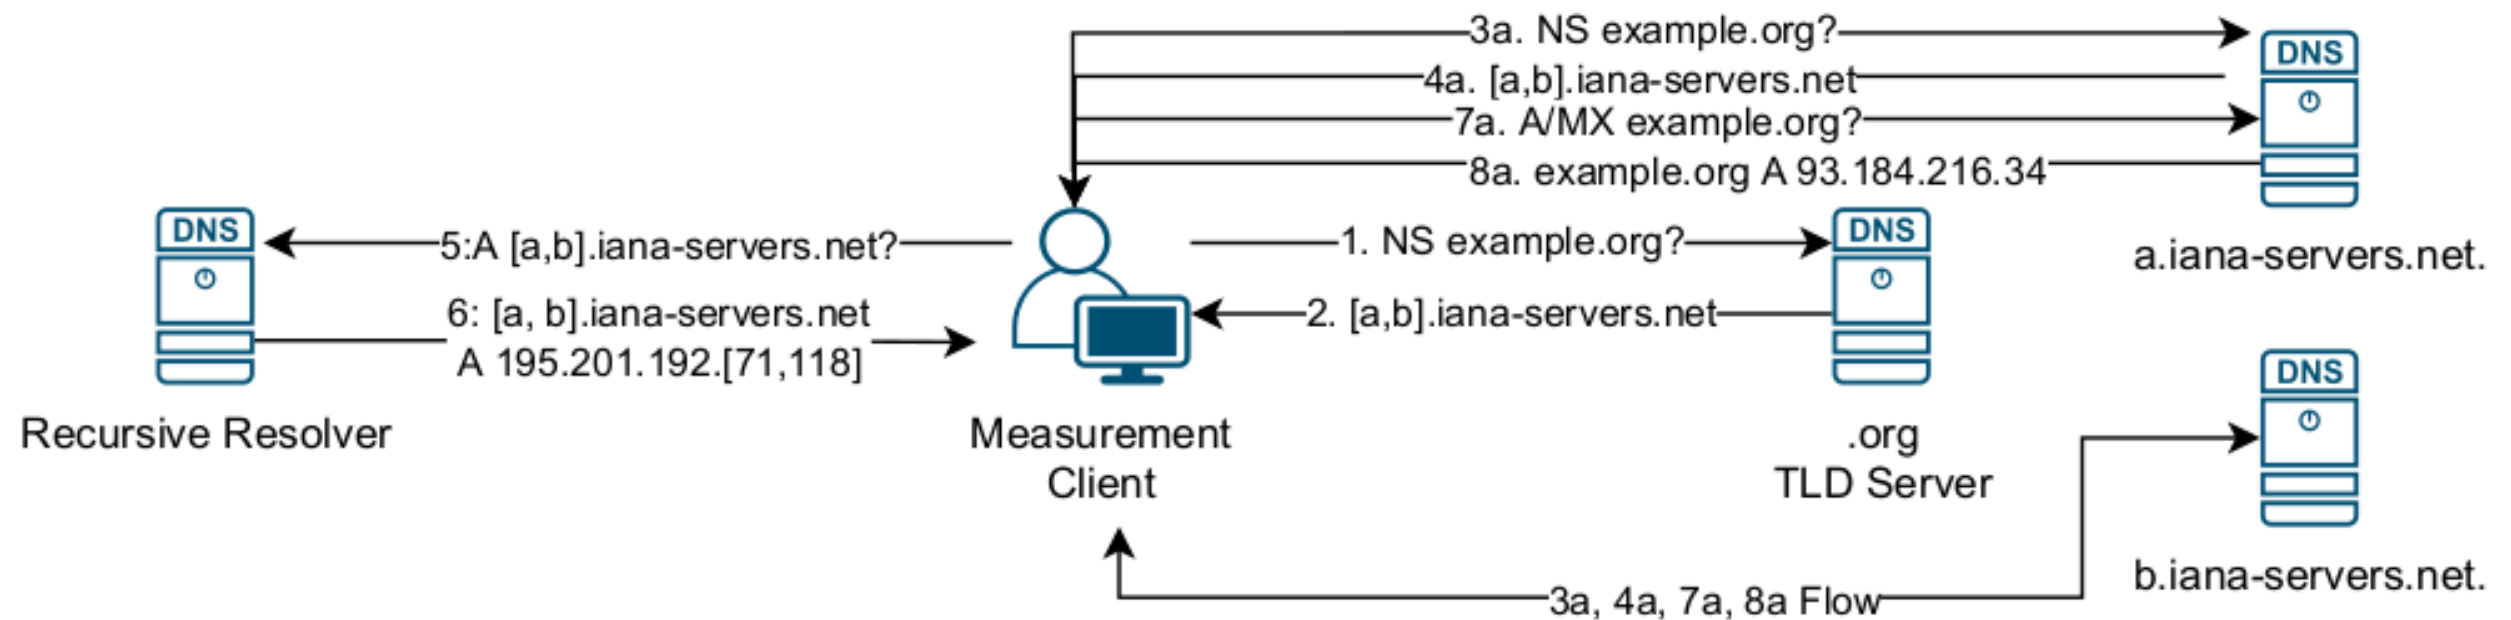 3a. NS example.org?
DNS
4a. [a,b].iana-servers.net
7a. A/MX example.org?
8a. example.org A 93.184.216.34
a.iana-servers.net.
DNS
5:A [a,b].iana-servers.net?
1. NS example.org?
DNS
6: [a, b].iana-servers.net
A 195.201.192.[71,118]
2. [a,b].iana-servers.net
Recursive Resolver
Measurement
Client
.org
TLD Server
DNS
b.iana-servers.net.
3a, 4a, 7a, 8a Flow